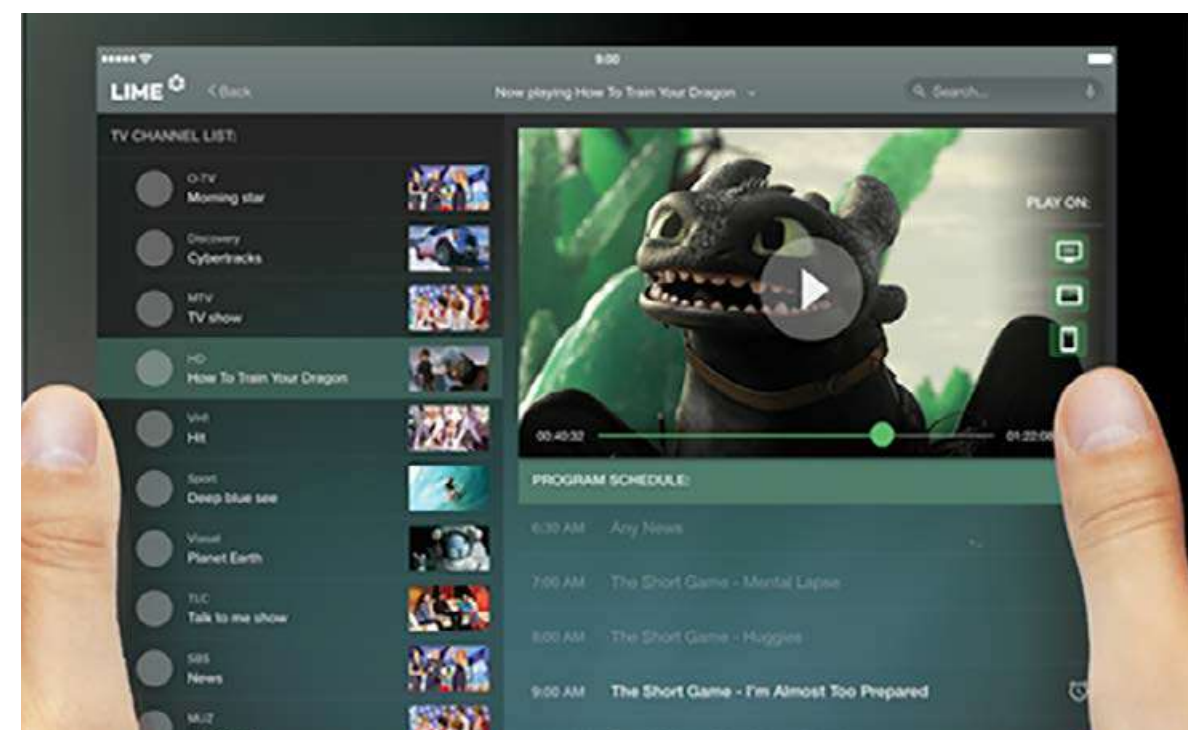 9:00
LIME
< Back
Now playing How To Train Your Dragon
Search...
TV CHANNEL LIST:
O-TV
Morning star
Discovery
Cybertracks
MTV
TV show
HD
How To Train Your Dragon
VH1
Hit
Sport
Deep blue see
Viasat
Planet Earth
TLC
Talk to me show
SBS
News
MUZ
PLAY ON:
00:40:32
01:22:08
PROGRAM SCHEDULE:
6:30 AM Any News
7:00 AM The Short Game - Mental Lapse
8:00 AM The Short Game - Huggies
9:00 AM The Short Game - I'm Almost Too Prepared